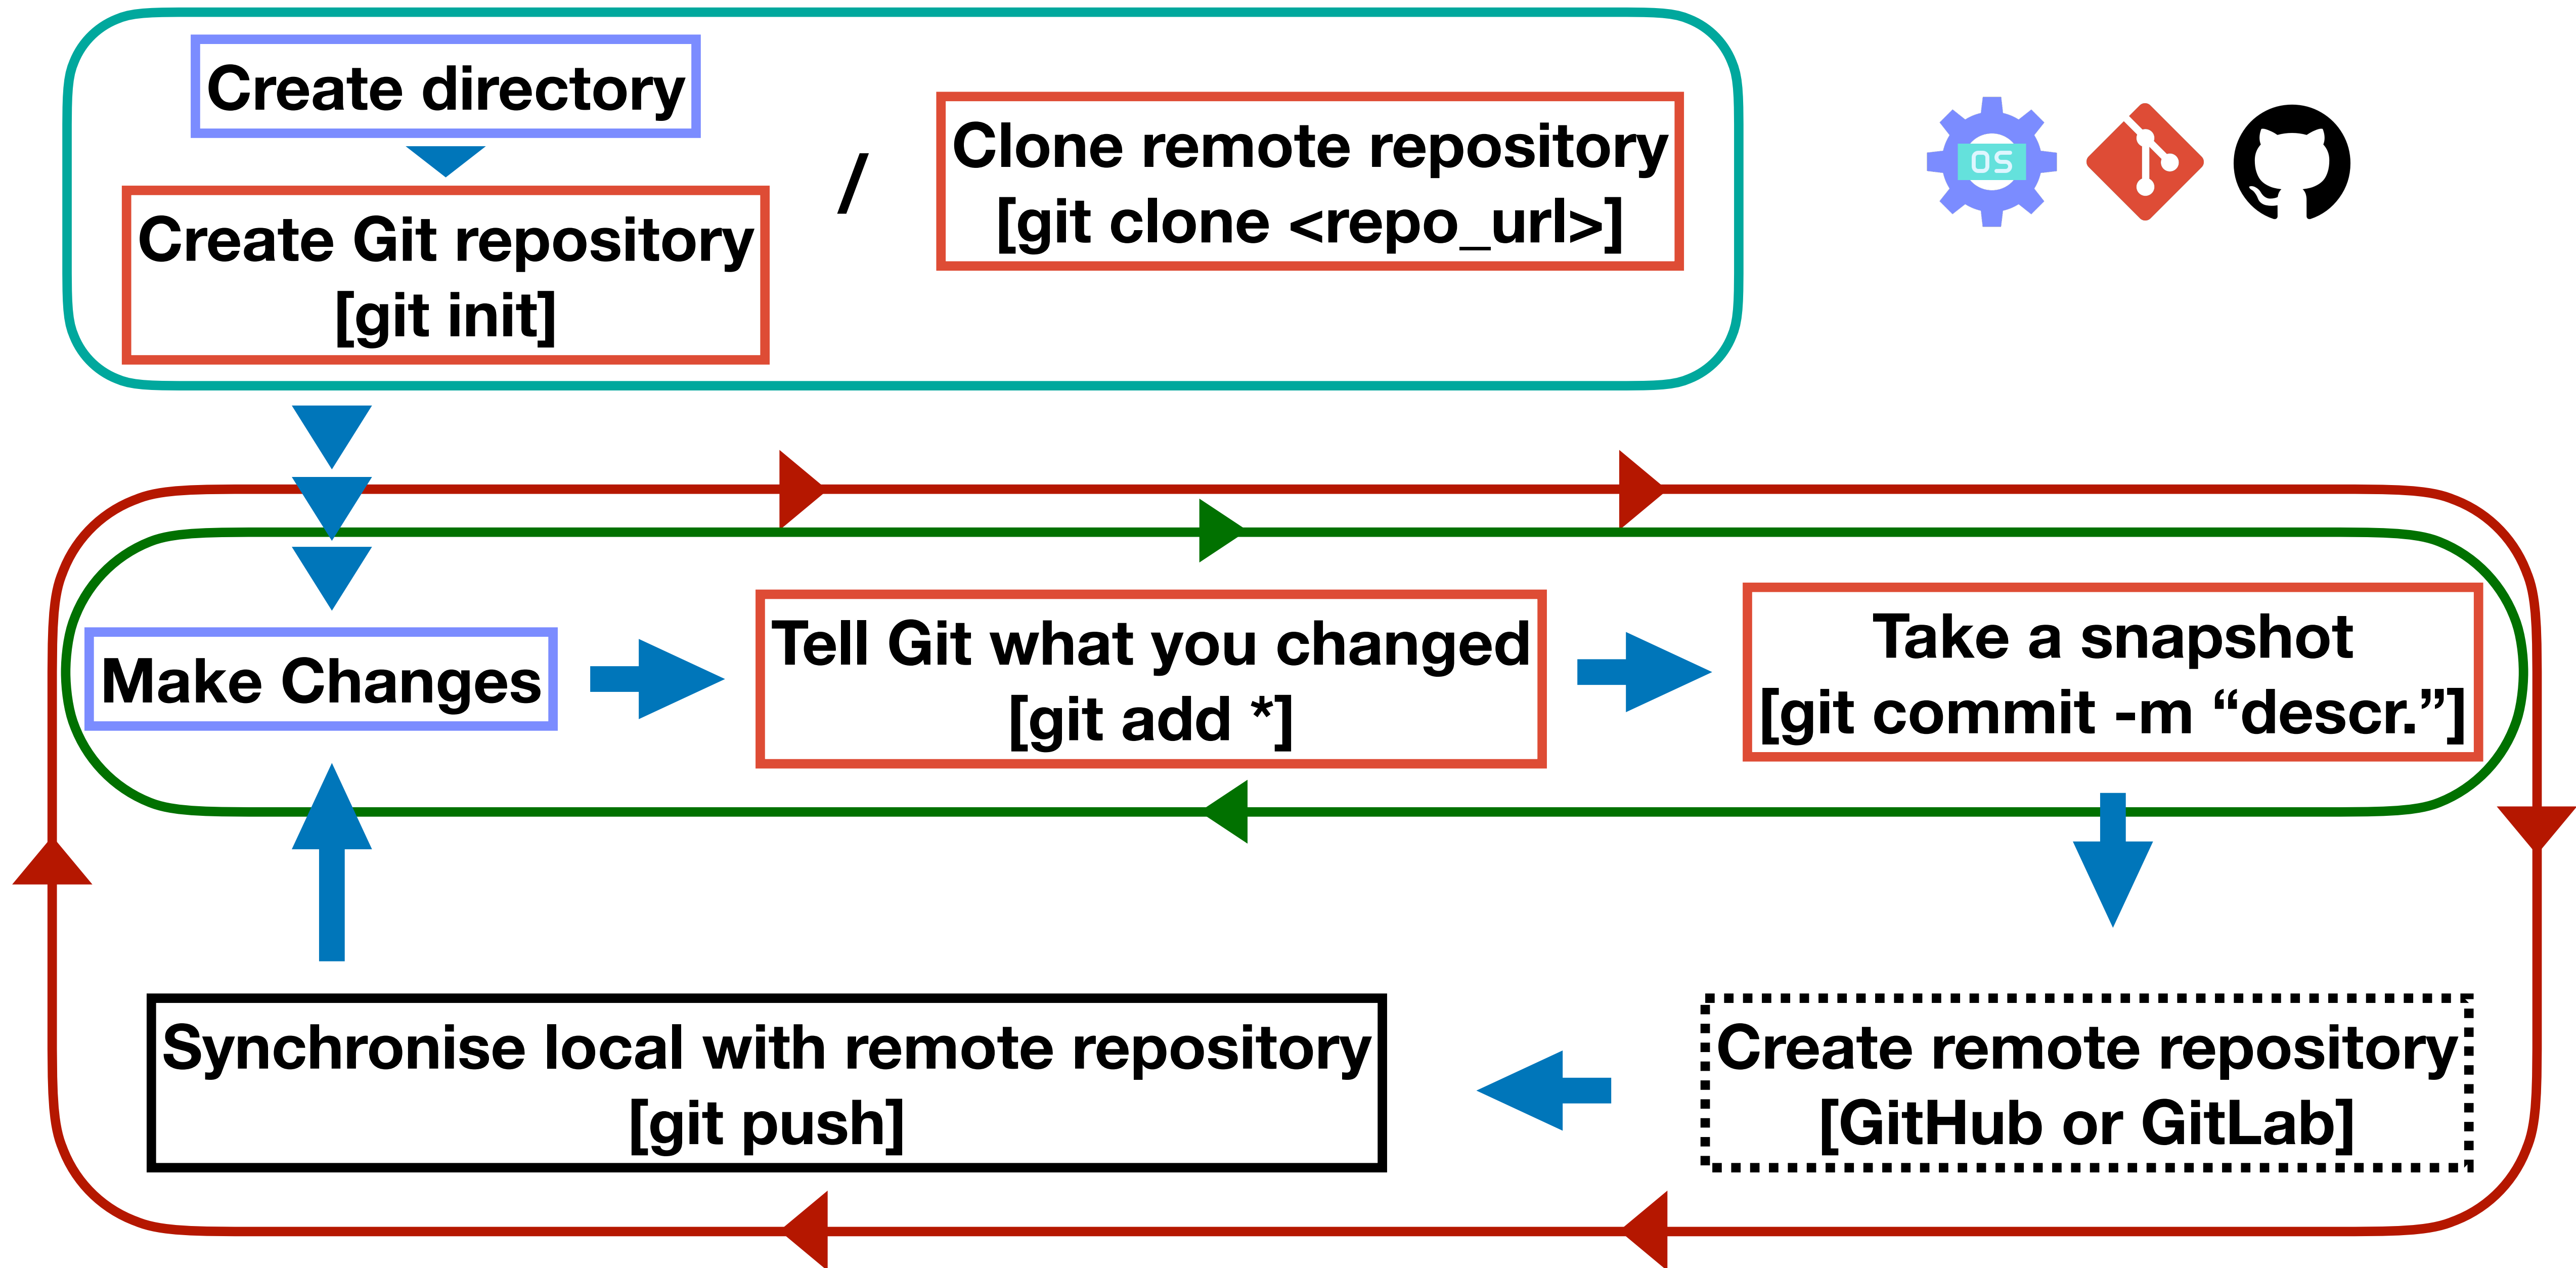 Create directory
Create Git repository
[git init]
/
Clone remote repository
[git clone <repo_url>]
OS
Make Changes
Tell Git what you changed
[git add *]
Take a snapshot
[git commit -m “descr.”]
Synchronise local with remote repository
[git push]
Create remote repository
[GitHub or GitLab]